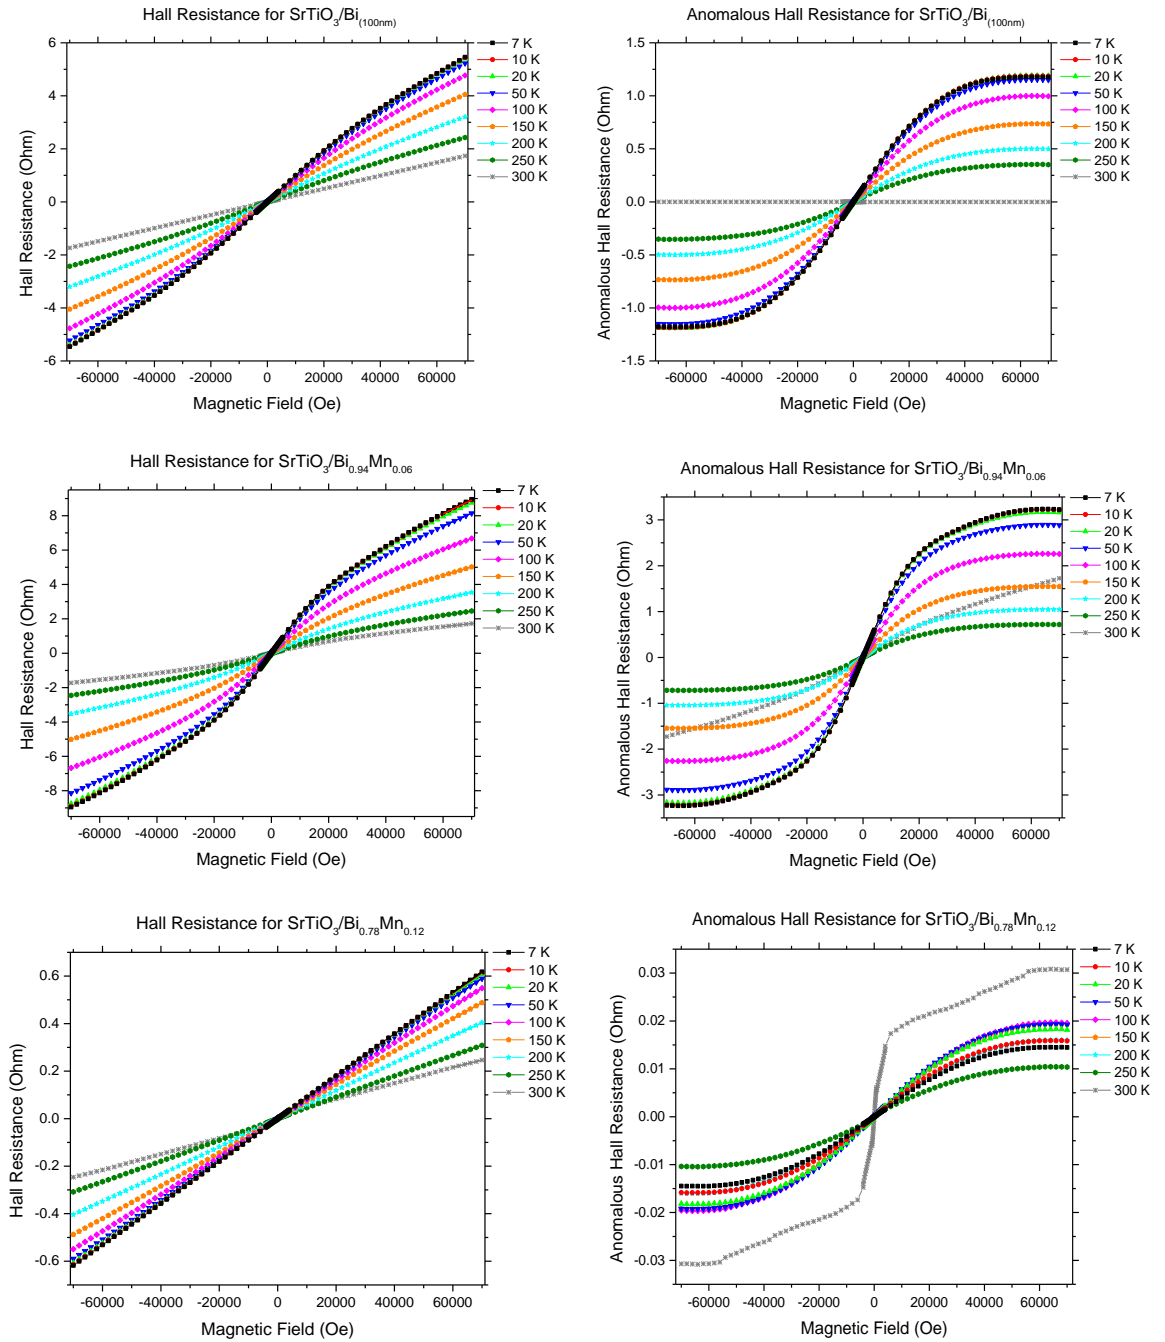 Hall Resistance for SrTiO3/Bi(100nm)
Hall Resistance (Ohm)
6
4
2
0
-2
-4
-6
-60000 -40000 -20000 0 20000 40000 60000
Magnetic Field (Oe)
7 K
10 K
20 K
50 K
100 K
150 K
200 K
250 K
300 K
Anomalous Hall Resistance for SrTiO3/Bi(100nm)
Anomalous Hall Resistance (Ohm)
1.5
1.0
0.5
0.0
-0.5
-1.0
-1.5
-60000 -40000 -20000 0 20000 40000 60000
Magnetic Field (Oe)
7 K
10 K
20 K
50 K
100 K
150 K
200 K
250 K
300 K
Hall Resistance for SrTiO3/Bi0.94Mn0.06
Hall Resistance (Ohm)
8
6
4
2
0
-2
-4
-6
-8
-60000 -40000 -20000 0 20000 40000 60000
Magnetic Field (Oe)
7 K
10 K
20 K
50 K
100 K
150 K
200 K
250 K
300 K
Anomalous Hall Resistance for SrTiO3/Bi0.94Mn0.06
Anomalous Hall Resistance (Ohm)
3
2
1
0
-1
-2
-3
-60000 -40000 -20000 0 20000 40000 60000
Magnetic Field (Oe)
7 K
10 K
20 K
50 K
100 K
150 K
200 K
250 K
300 K
Hall Resistance for SrTiO3/Bi0.78Mn0.12
Hall Resistance (Ohm)
0.6
0.4
0.2
0.0
-0.2
-0.4
-0.6
-60000 -40000 -20000 0 20000 40000 60000
Magnetic Field (Oe)
7 K
10 K
20 K
50 K
100 K
150 K
200 K
250 K
300 K
Anomalous Hall Resistance for SrTiO3/Bi0.78Mn0.12
Anomalous Hall Resistance (Ohm)
0.03
0.02
0.01
0.00
-0.01
-0.02
-0.03
-60000 -40000 -20000 0 20000 40000 60000
Magnetic Field (Oe)
7 K
10 K
20 K
50 K
100 K
150 K
200 K
250 K
300 K